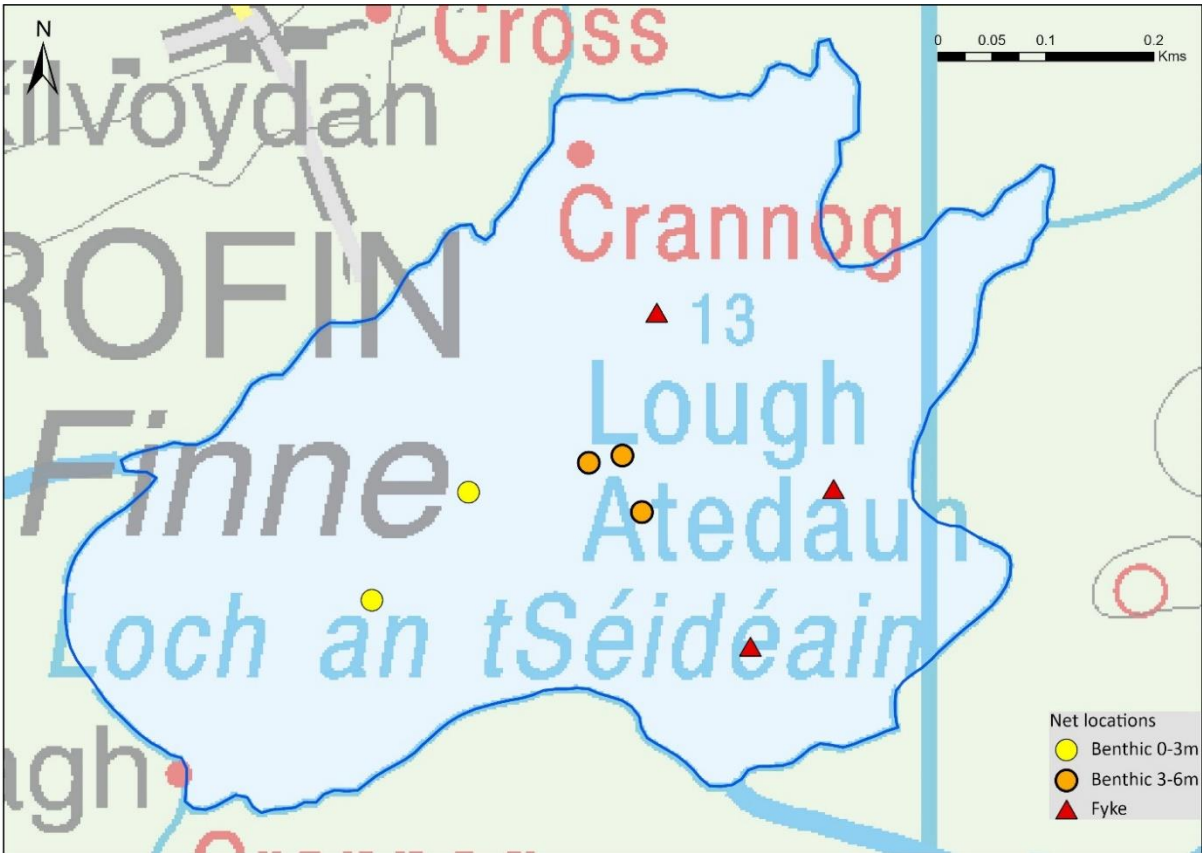 N
Cross
0 0.05 0.1 0.2
Kms
Kilvoydan
Crannog
ROFIN
13
Lough
Finne
Atedaun
Loch an tSéidéain
agh
Net locations
Benthic 0-3m
Benthic 3-6m
Fyke